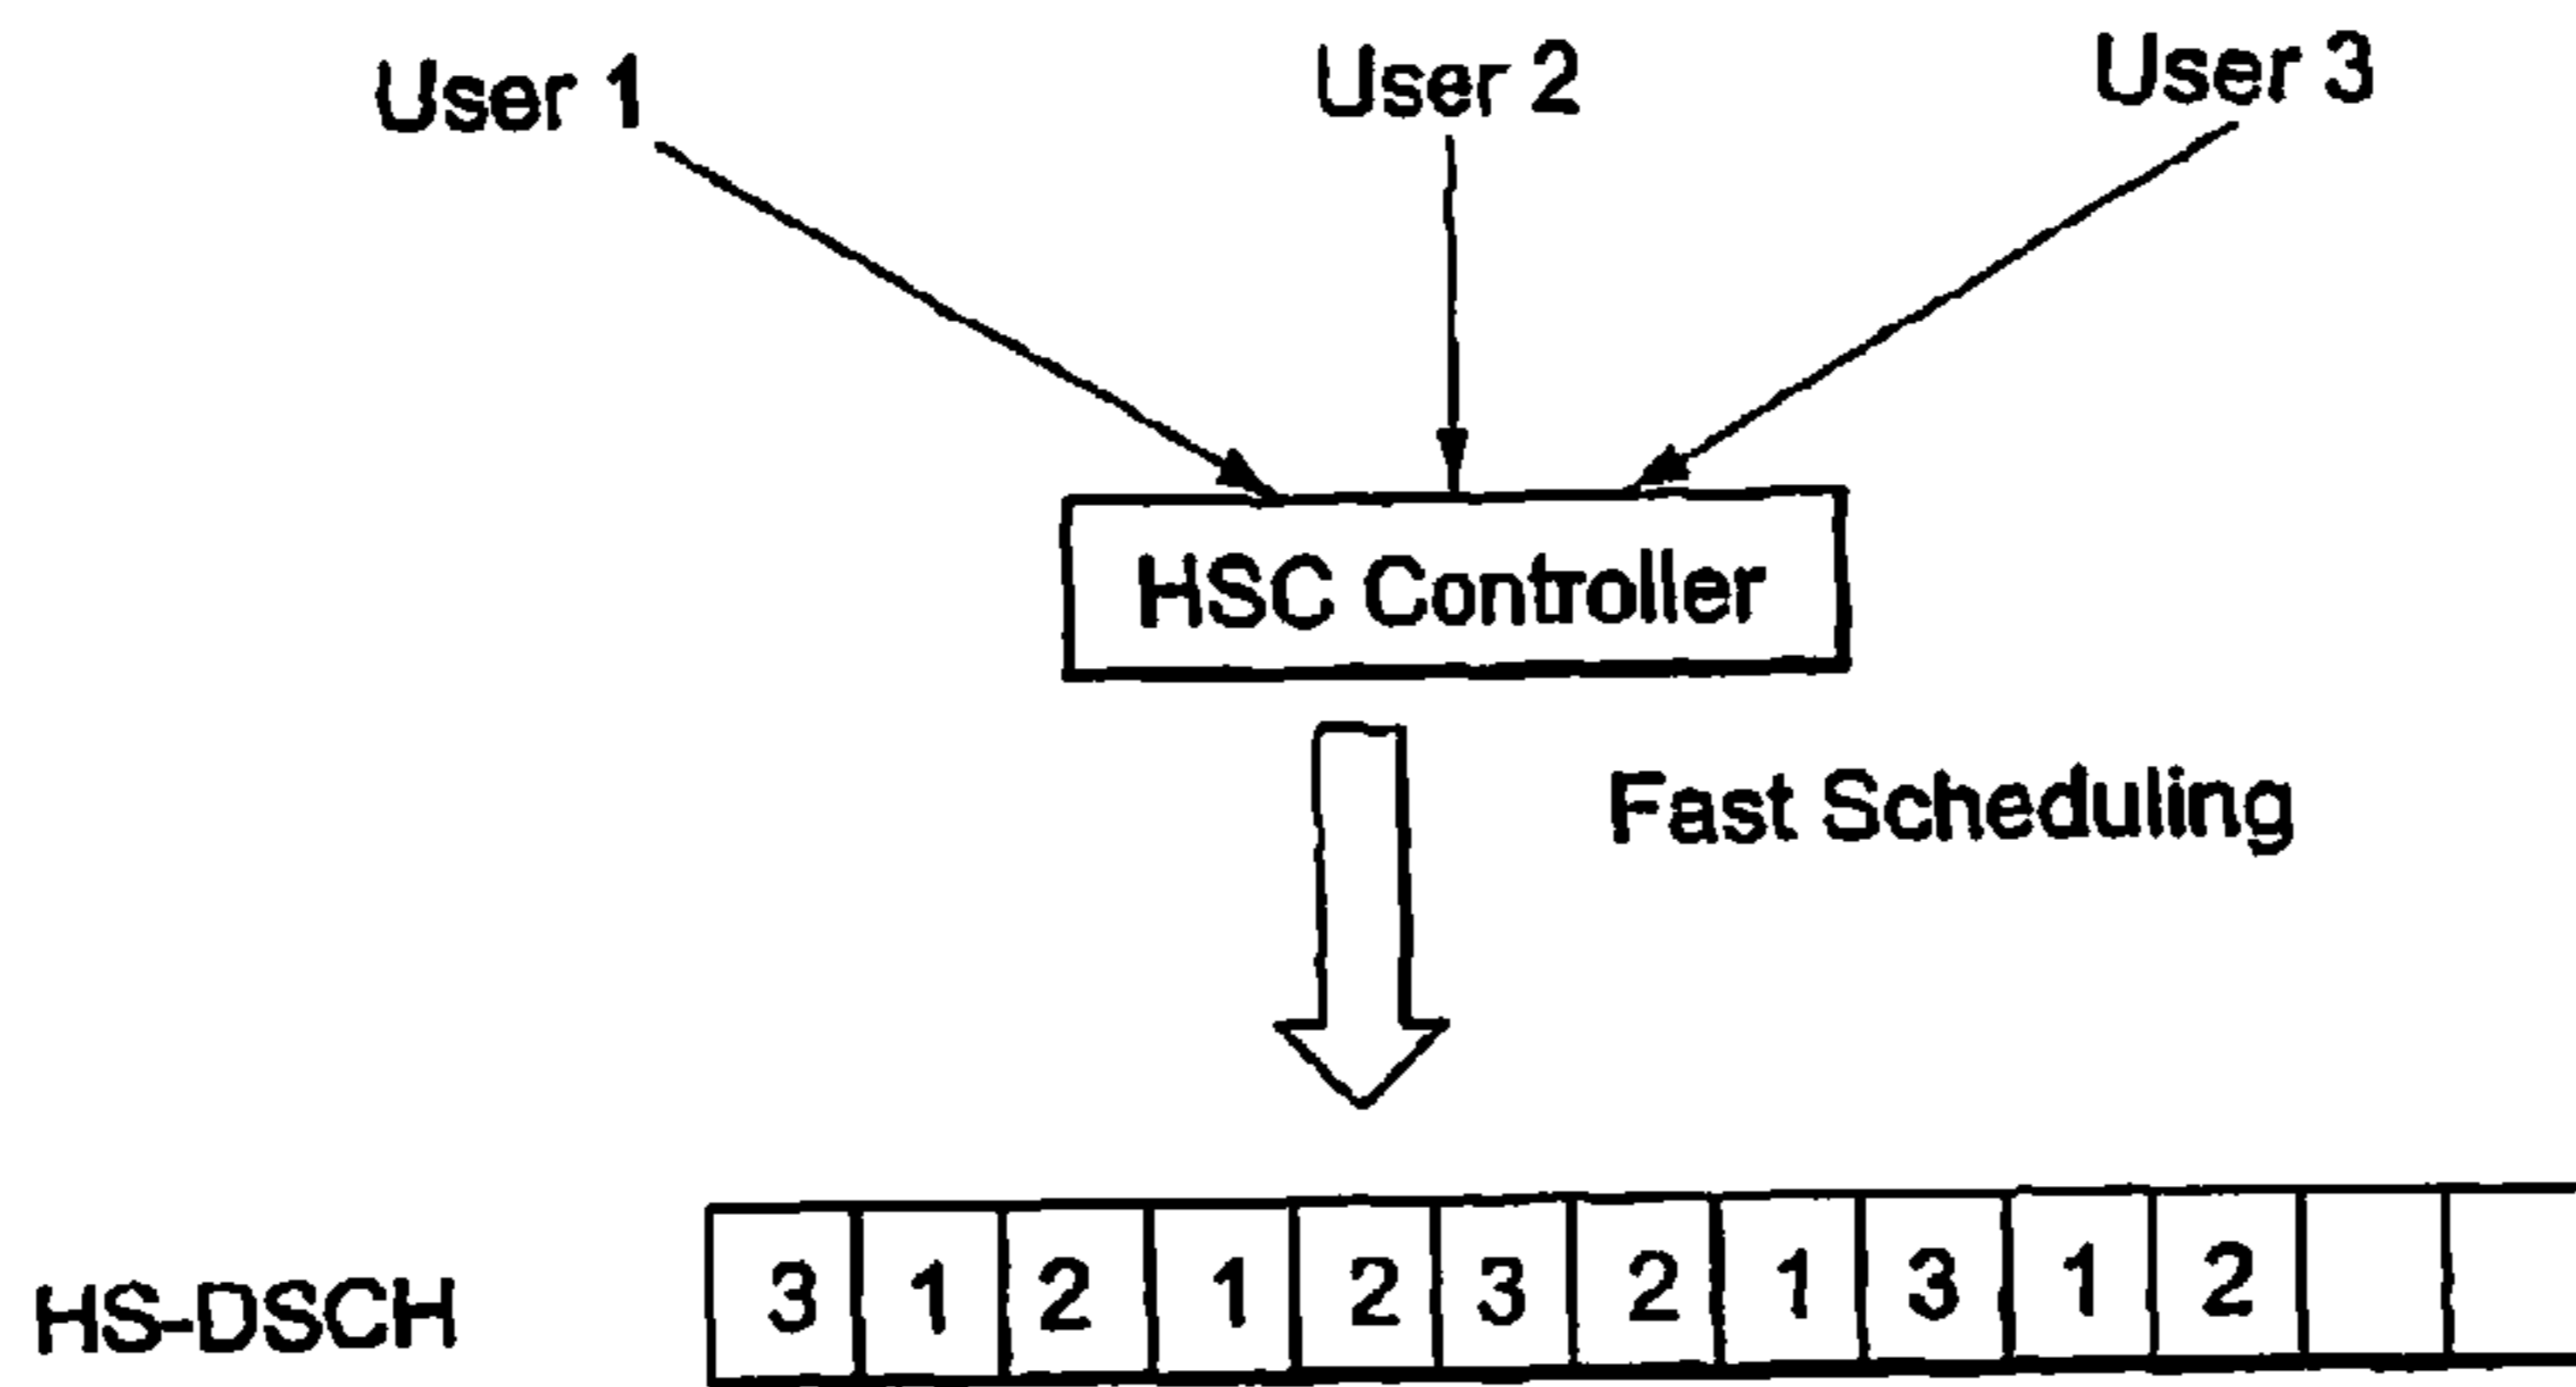 User 1 User 2 User 3
HSC Controller
Fast Scheduling
HS-DSCH 3 1 2 1 2 3 2 1 3 1 2